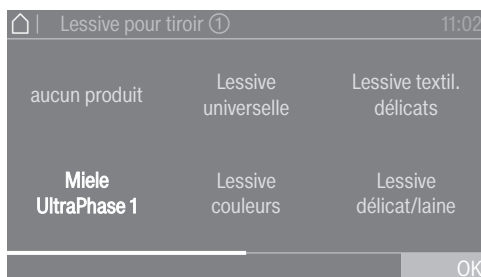 Lessive pour tiroir ① 11:02
aucun produit
Lessive
universelle
Lessive textil.
délicats
Miele
UltraPhase 1
Lessive
couleurs
Lessive
délicat/laine
OK